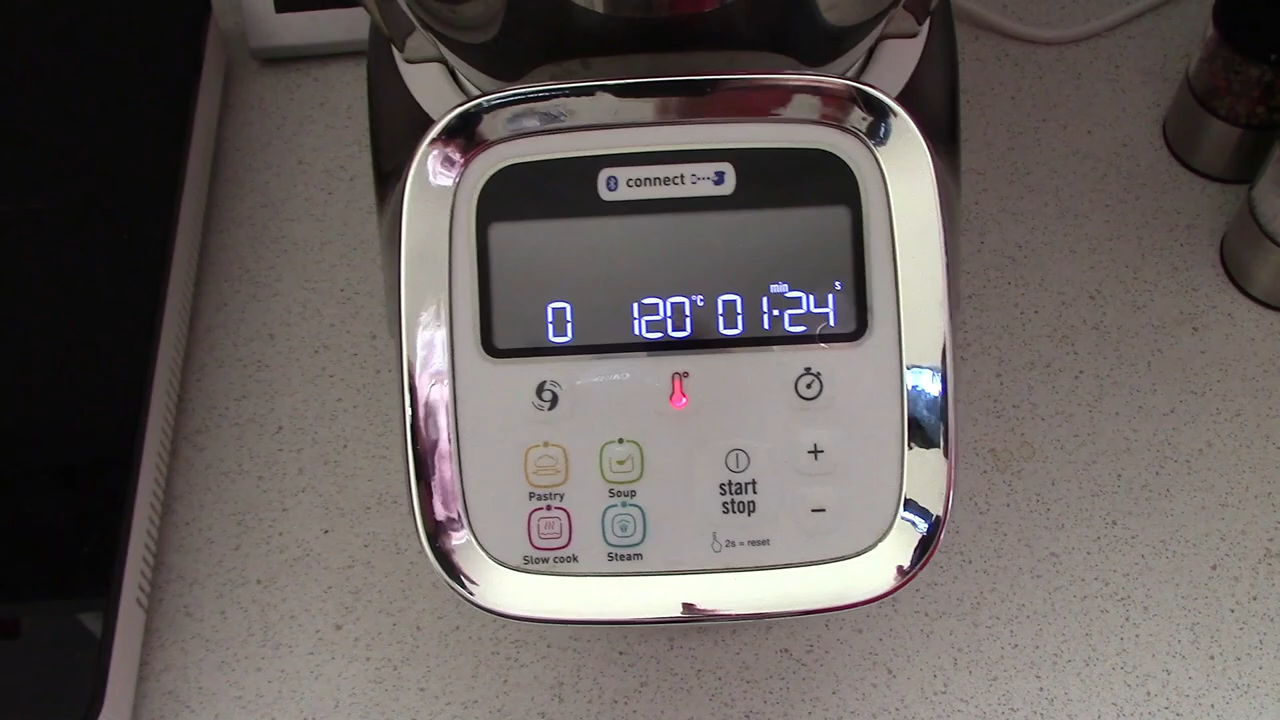 connect
min s
0 120°C 01:24
Pastry
Soup
start
stop
Slow cook
Steam
2s = reset